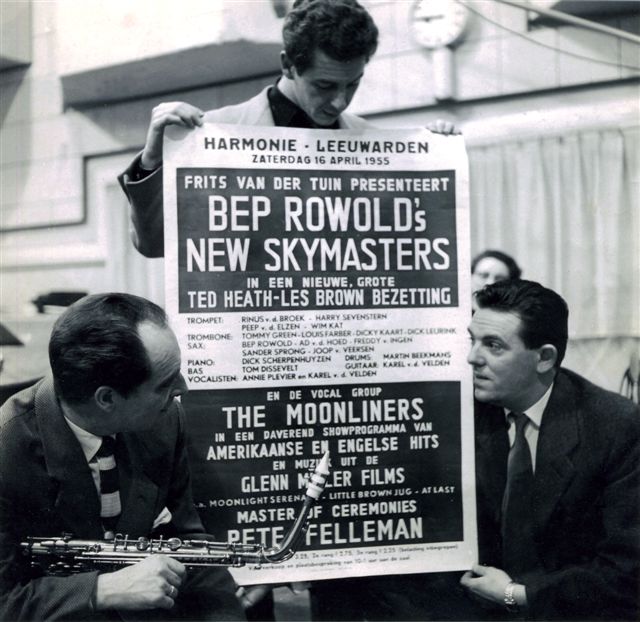 HARMONIE - LEEUWARDEN
ZATERDAG 16 APRIL 1955
FRITS VAN DER TUIN PRESENTEERT
BEP ROWOLD's
NEW SKYMASTERS
IN EEN NIEUWE, GROTE
TED HEATH-LES BROWN BEZETTING
TROMPET: RINUS v. d. BROEK - HARRY SEVENSTERN
PEEP v. d. ELZEN - WIM KAT
TROMBONE: TOMMY GREEN - LOUIS FARBER - DICKY KAART - DICK LEURINK
SAX: BEP ROWOLD - AD v. d. HOED - FREDDY v. INGEN
SANDER SPRONG - JOOP v. VEERSEN
PIANO: DICK SCHERPENHUYZEN DRUMS: MARTIN BEEKMANS
BAS TOM DISSEVELT GUITAAR: KAREL v. d. VELDEN
VOCALISTEN: ANNIE PLEVIER en KAREL v. d. VELDEN
EN DE VOCAL GROUP
THE MOONLINERS
IN EEN DAVEREND SHOWPROGRAMMA VAN
AMERIKAANSE EN ENGELSE HITS
EN MUZIEK UIT DE
GLENN FILMS
a. MOONLIGHT - LITTLE BROWN JUG - AT LAST
MASTER OF CEREMONIES
PETE FELLEMAN